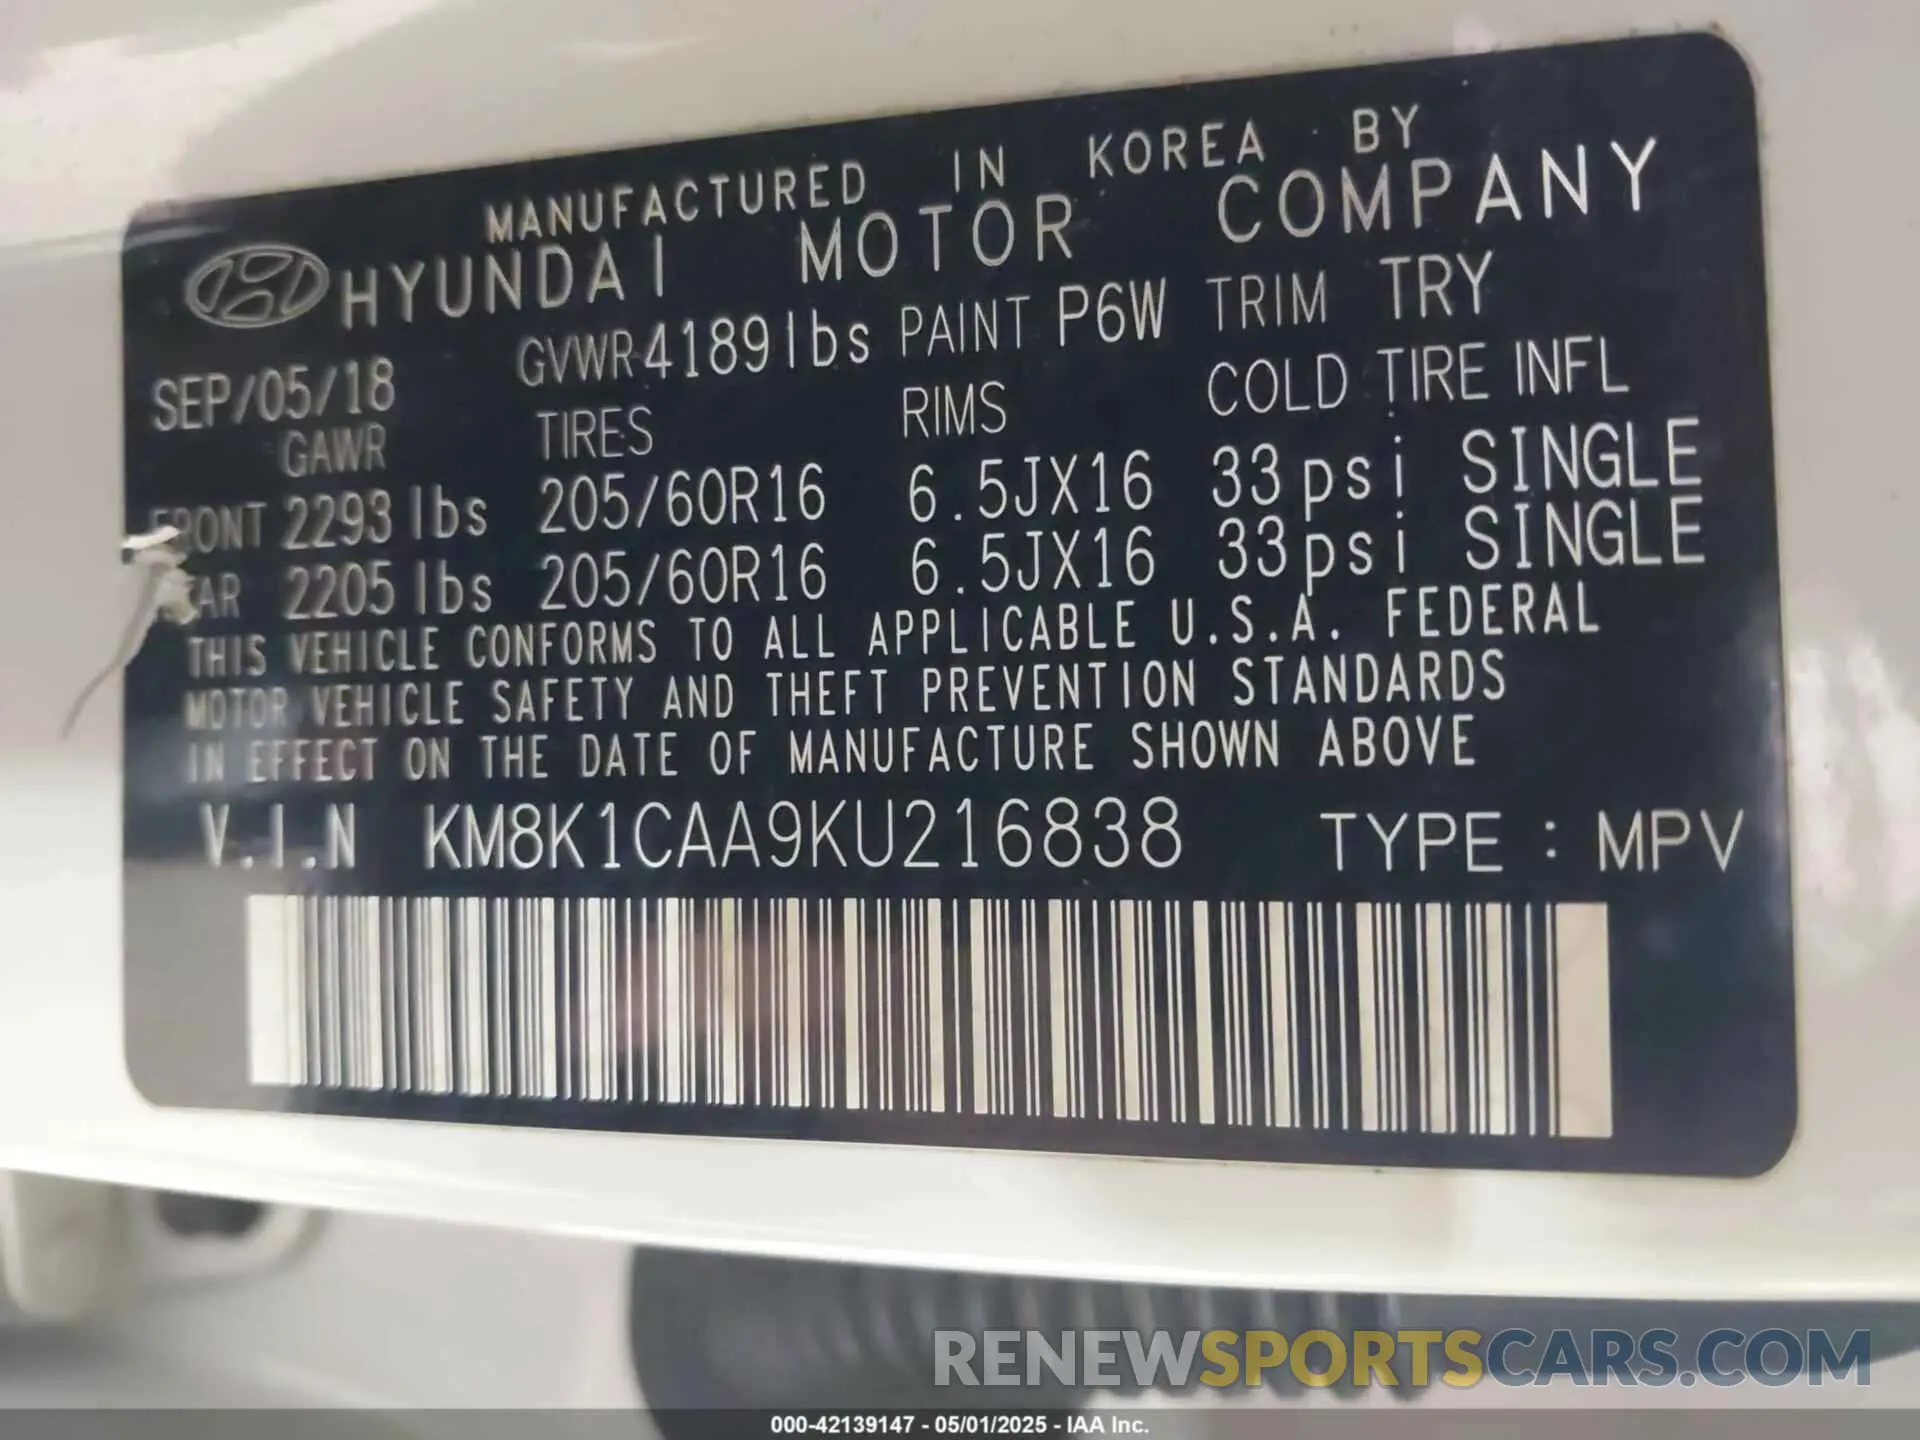 MANUFACTURED IN KOREA BY
HYUNDAI MOTOR COMPANY
SEP/05/18 GVWR 4189lbs PAINT P6W TRIM TRY
GAWR TIRES RIMS COLD TIRE INFL
FRONT 2293 lbs 205/60R16 6.5JX16 33psi SINGLE
AR 2205 lbs 205/60R16 6.5JX16 33psi SINGLE
THIS VEHICLE CONFORMS TO ALL APPLICABLE U.S.A. FEDERAL
MOTOR VEHICLE SAFETY AND THEFT PREVENTION STANDARDS
IN EFFECT ON THE DATE OF MANUFACTURE SHOWN ABOVE
V.I.N KM8K1CAA9KU216838 TYPE : MPV
RENEWSPORTSCARS.COM
000-42139147 - 05/01/2025 - IAA Inc.